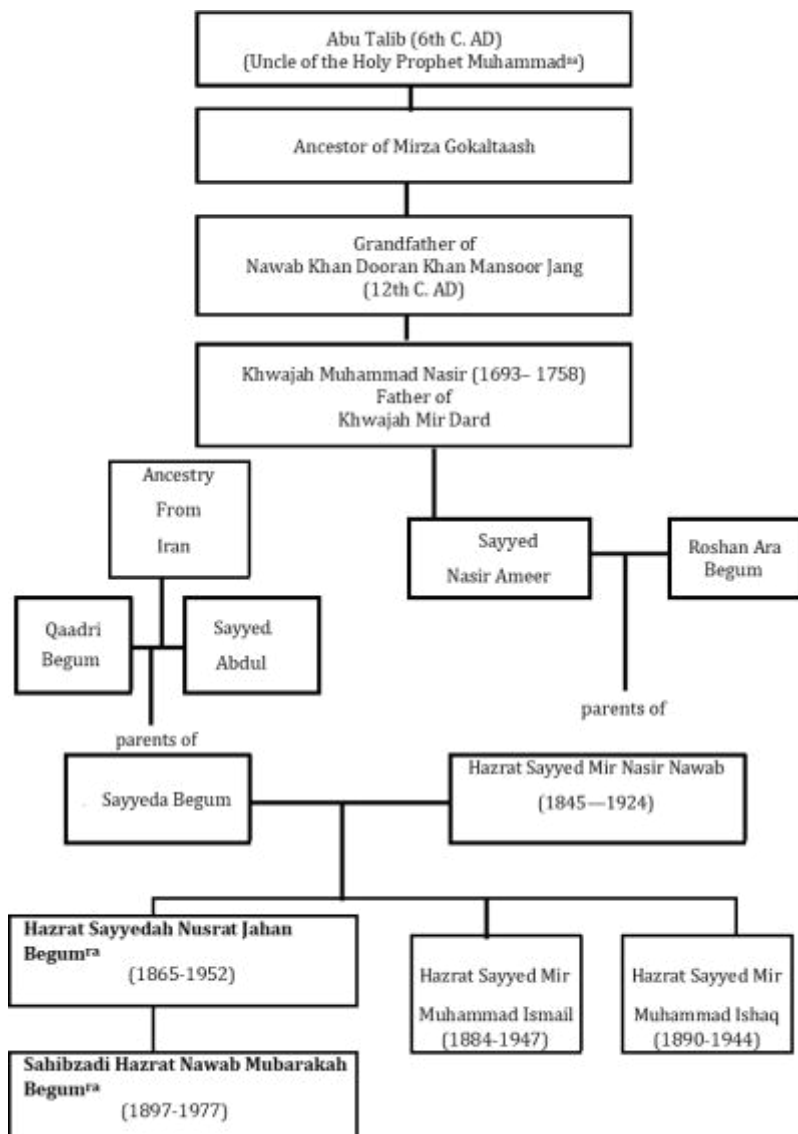 Abu Talib (6th C. AD)
(Uncle of the Holy Prophet Muhammadˢᵃ)
Ancestor of Mirza Gokaltaash
Grandfather of
Nawab Khan Dooran Khan Mansoor Jang
(12th C. AD)
Khwajah Muhammad Nasir (1693– 1758)
Father of
Khwajah Mir Dard
Ancestry
From
Iran
Sayyed
Nasir Ameer
Roshan Ara
Begum
Qaadri
Begum
Sayyed
Abdul
parents of
parents of
Sayyeda Begum
Hazrat Sayyed Mir Nasir Nawab
(1845—1924)
Hazrat Sayyedah Nusrat Jahan
Begumʳᵃ
(1865-1952)
Hazrat Sayyed Mir
Muhammad Ismail
(1884-1947)
Hazrat Sayyed Mir
Muhammad Ishaq
(1890-1944)
Sahibzadi Hazrat Nawab Mubarakah
Begumʳᵃ
(1897-1977)